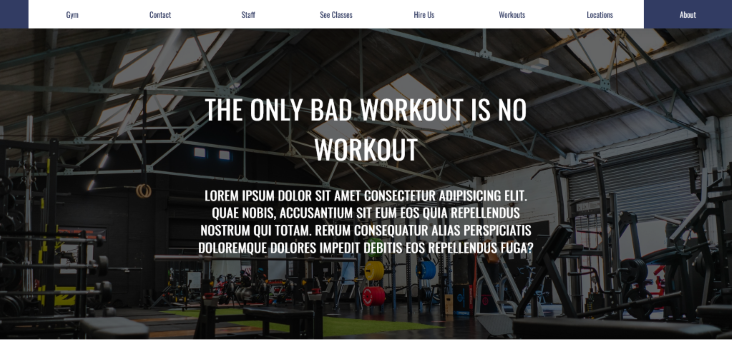 Gym
Contact
Staff
See Classes
Hire Us
Workouts
Locations
About
THE ONLY BAD WORKOUT IS NO
WORKOUT
LOREM IPSUM DOLOR SIT AMET CONSECTETUR ADIPISICING ELIT.
QUAE NOBIS, ACCUSANTIUM SIT EUM EOS QUIA REPELLENDUS
NOSTRUM QUI TOTAM. RERUM CONSEQUATUR ALIAS PERSPICIATIS
DOLOREMQUE DOLORES IMPEDIT DEBITIS EOS REPELLENDUS FUGA?